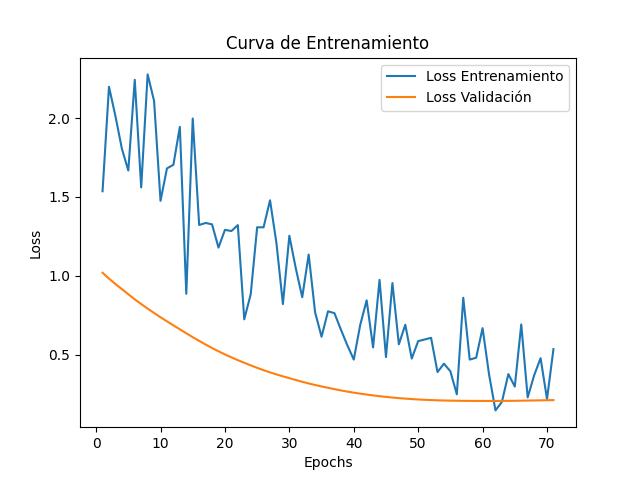 Curva de Entrenamiento
Loss Entrenamiento
Loss Validación
2.0
1.5
1.0
0.5
Loss
0 10 20 30 40 50 60 70
Epochs